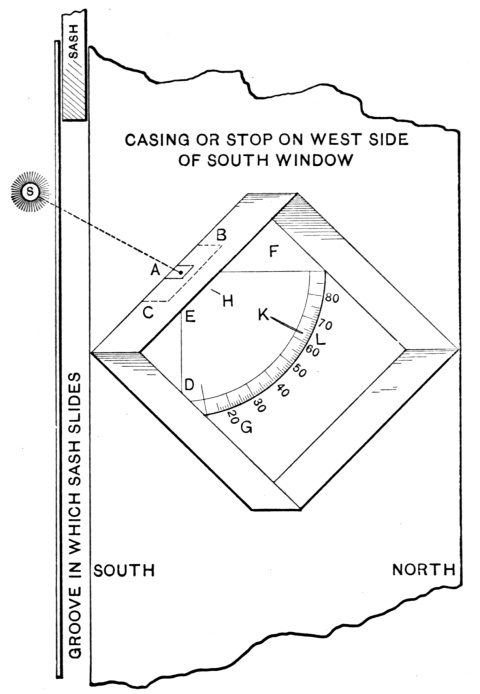 SASH
CASING OR STOP ON WEST SIDE
OF SOUTH WINDOW
S
B
A
F
C
H
E
K
L
D
G
80
70
60
50
40
30
20
GROOVE IN WHICH SASH SLIDES
SOUTH
NORTH